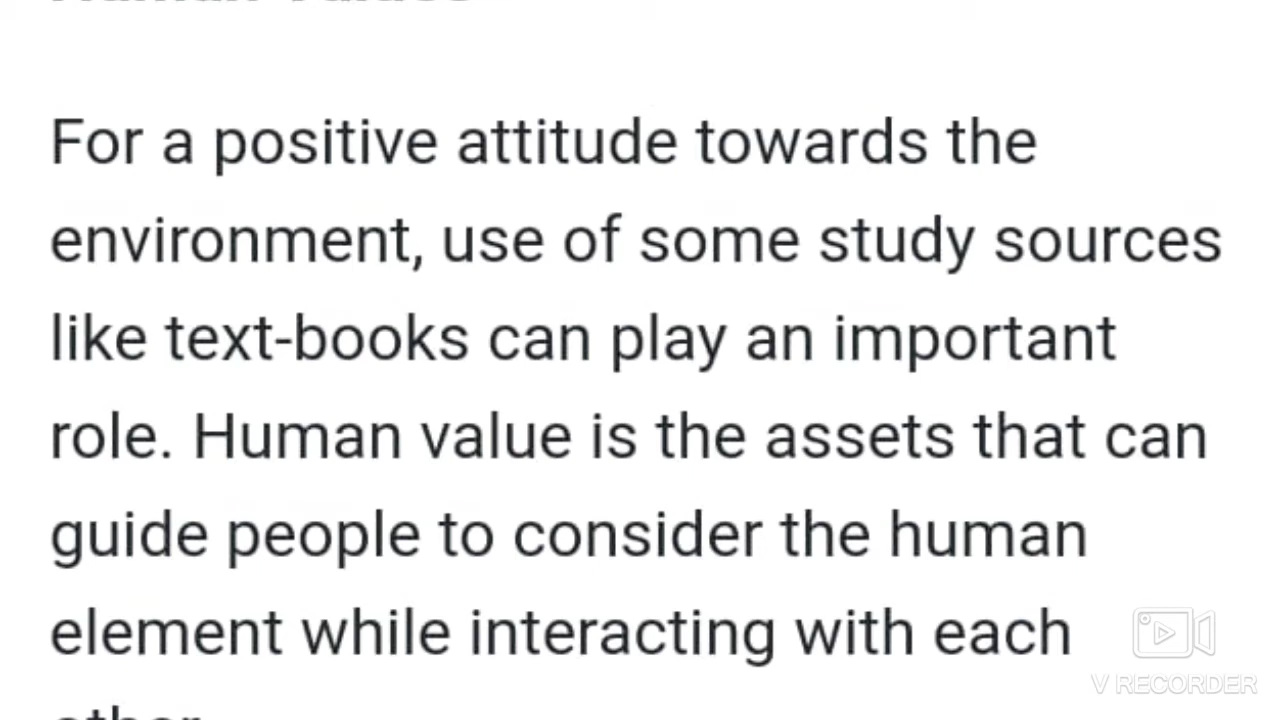 For a positive attitude towards the
environment, use of some study sources
like text-books can play an important
role. Human value is the assets that can
guide people to consider the human
element while interacting with each
V RECORDER